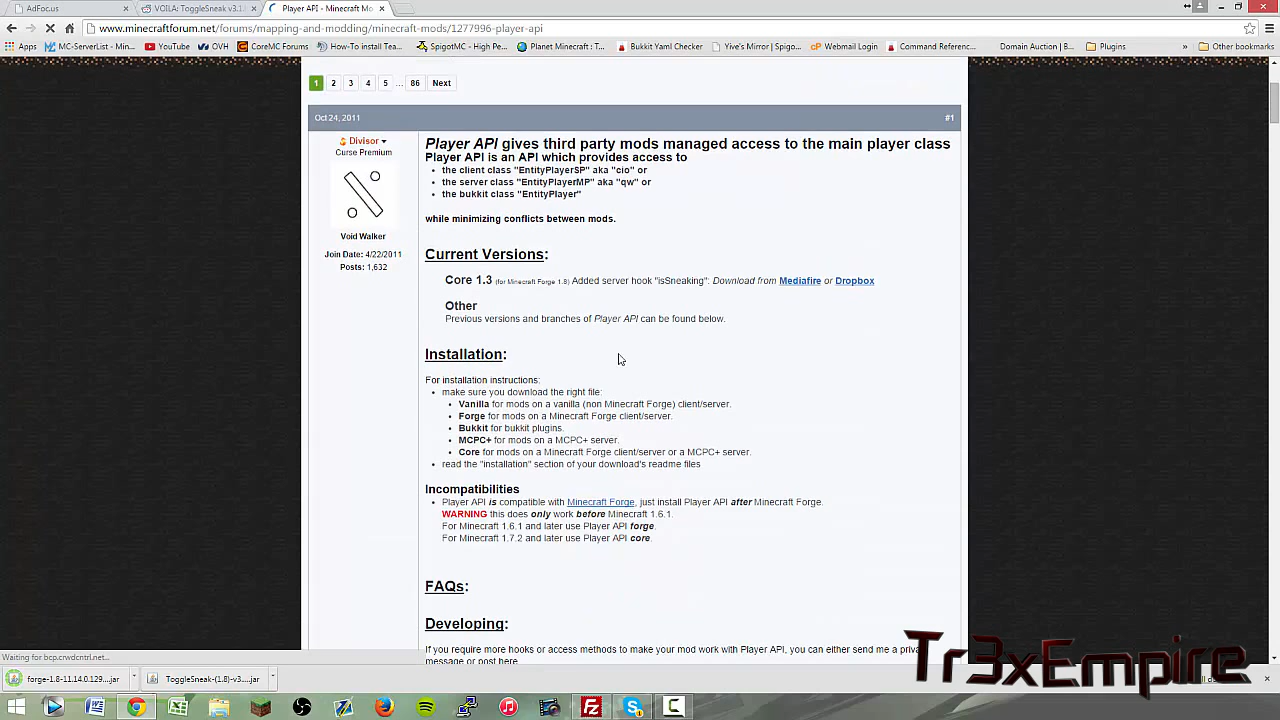 AdFoc.us
VOILA: ToggleSneak v3.1
Player API - Minecraft Mo
www.minecraftforum.net/forums/mapping-and-modding/minecraft-mods/1277996-player-api
Apps MC-ServerList - Min YouTube OVH CoreMC Forums How-To install Tea SpigotMC - High Pe... Planet Minecraft : T... Bukkit Yaml Checker Yive's Mirror | Spigo... Webmail Login Command Referenc... Domain Auction (B... Plugins » Other bookmarks
1 2 3 4 5 ... 86 Next
Oct 24, 2011 #1
Divisor
Curse Premium
Void Walker
Join Date: 4/22/2011
Posts: 1,632
Player API gives third party mods managed access to the main player class
Player API is an API which provides access to
• the client class "EntityPlayerSP" aka "cio" or
• the server class "EntityPlayerMP" aka "qw" or
• the bukkit class "EntityPlayer"
while minimizing conflicts between mods.
Current Versions:
Core 1.3 (for Minecraft Forge 1.8) Added server hook "isSneaking": Download from Mediafire or Dropbox
Other
Previous versions and branches of Player API can be found below.
Installation:
For installation instructions:
• make sure you download the right file:
• Vanilla for mods on a vanilla (non Minecraft Forge) client/server.
• Forge for mods on a Minecraft Forge client/server.
• Bukkit for bukkit plugins.
• MCPC+ for mods on a MCPC+ server.
• Core for mods on a Minecraft Forge client/server or a MCPC+ server.
• read the "installation" section of your download's readme files
Incompatibilities
• Player API is compatible with Minecraft Forge, just install Player API after Minecraft Forge.
WARNING this does only work before Minecraft 1.6.1.
For Minecraft 1.6.1 and later use Player API forge.
For Minecraft 1.7.2 and later use Player API core.
FAQs:
Developing:
If you require more hooks or access methods to make your mod work with Player API, you can either send me a priva
message or post here
Waiting for bcp.crwdcntrl.net...
forge-1.8-11.14.0.129....jar
ToggleSneak-(1.8)-v3....jar
Tr3xEmpire